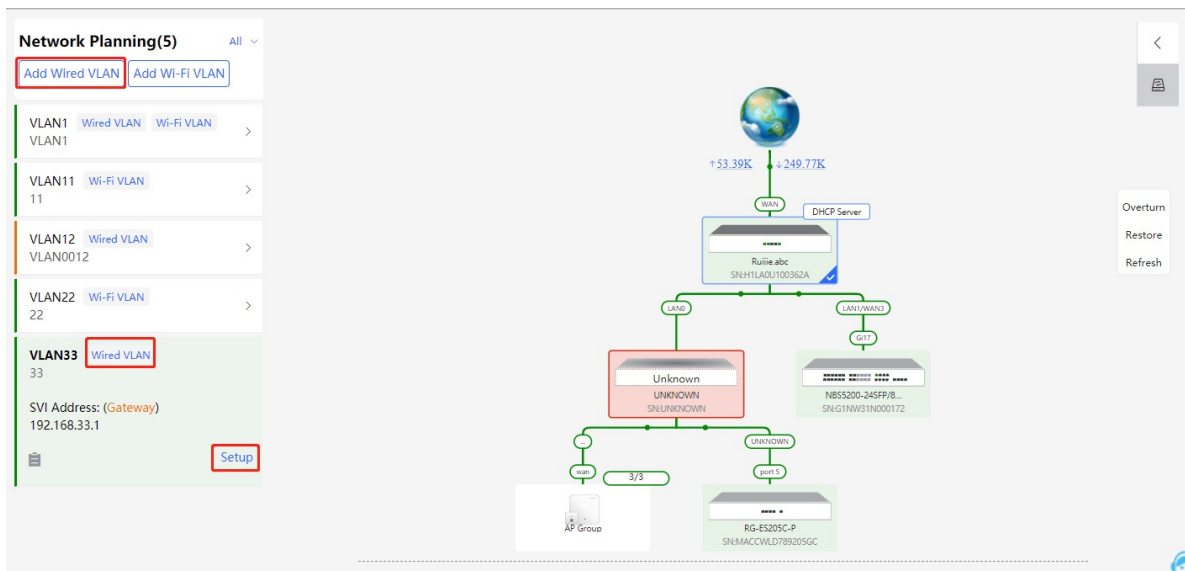 Network Planning(5) All
Add Wired VLAN Add Wi-Fi VLAN
VLAN1 Wired VLAN Wi-Fi VLAN
VLAN1
VLAN11 Wi-Fi VLAN
11
VLAN12 Wired VLAN
VLAN0012
VLAN22 Wi-Fi VLAN
22
VLAN33 Wired VLAN
33
SVI Address: (Gateway)
192.168.33.1
Setup
↑53.39K ↓249.77K
WAN
DHCP Server
Ruiiie.abc
SN:H1LA0U100362A
LAN0 LAN1/WAN3
Gi17
Unknown
UNKNOWN
SN:UNKNOWN
NBS5200-24SFP/8...
SN:G1NW31N000172
... UNKNOWN
wan 3/3 port 5
AP Group
RG-ES205C-P
SN:MACCWLD789205GC
Overturn
Restore
Refresh